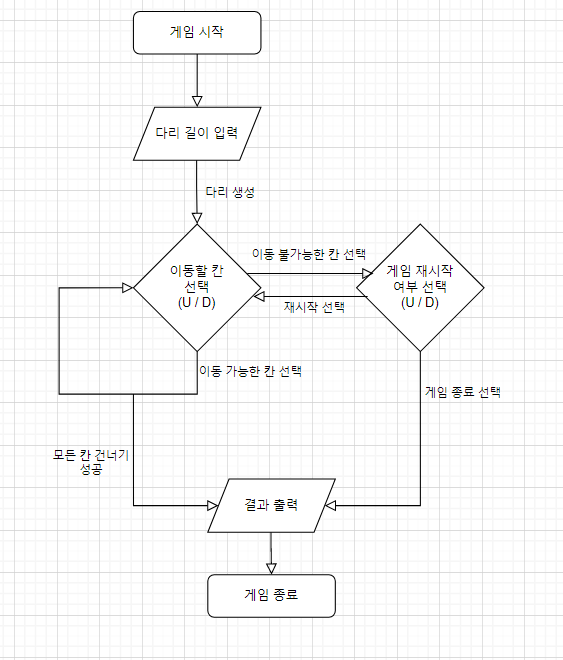 게임 시작
다리 길이 입력
다리 생성
이동할 칸
선택
(U / D)
이동 불가능한 칸 선택
재시작 선택
게임 재시작
여부 선택
(U / D)
이동 가능한 칸 선택
게임 종료 선택
모든 칸 건너기
성공
결과 출력
게임 종료